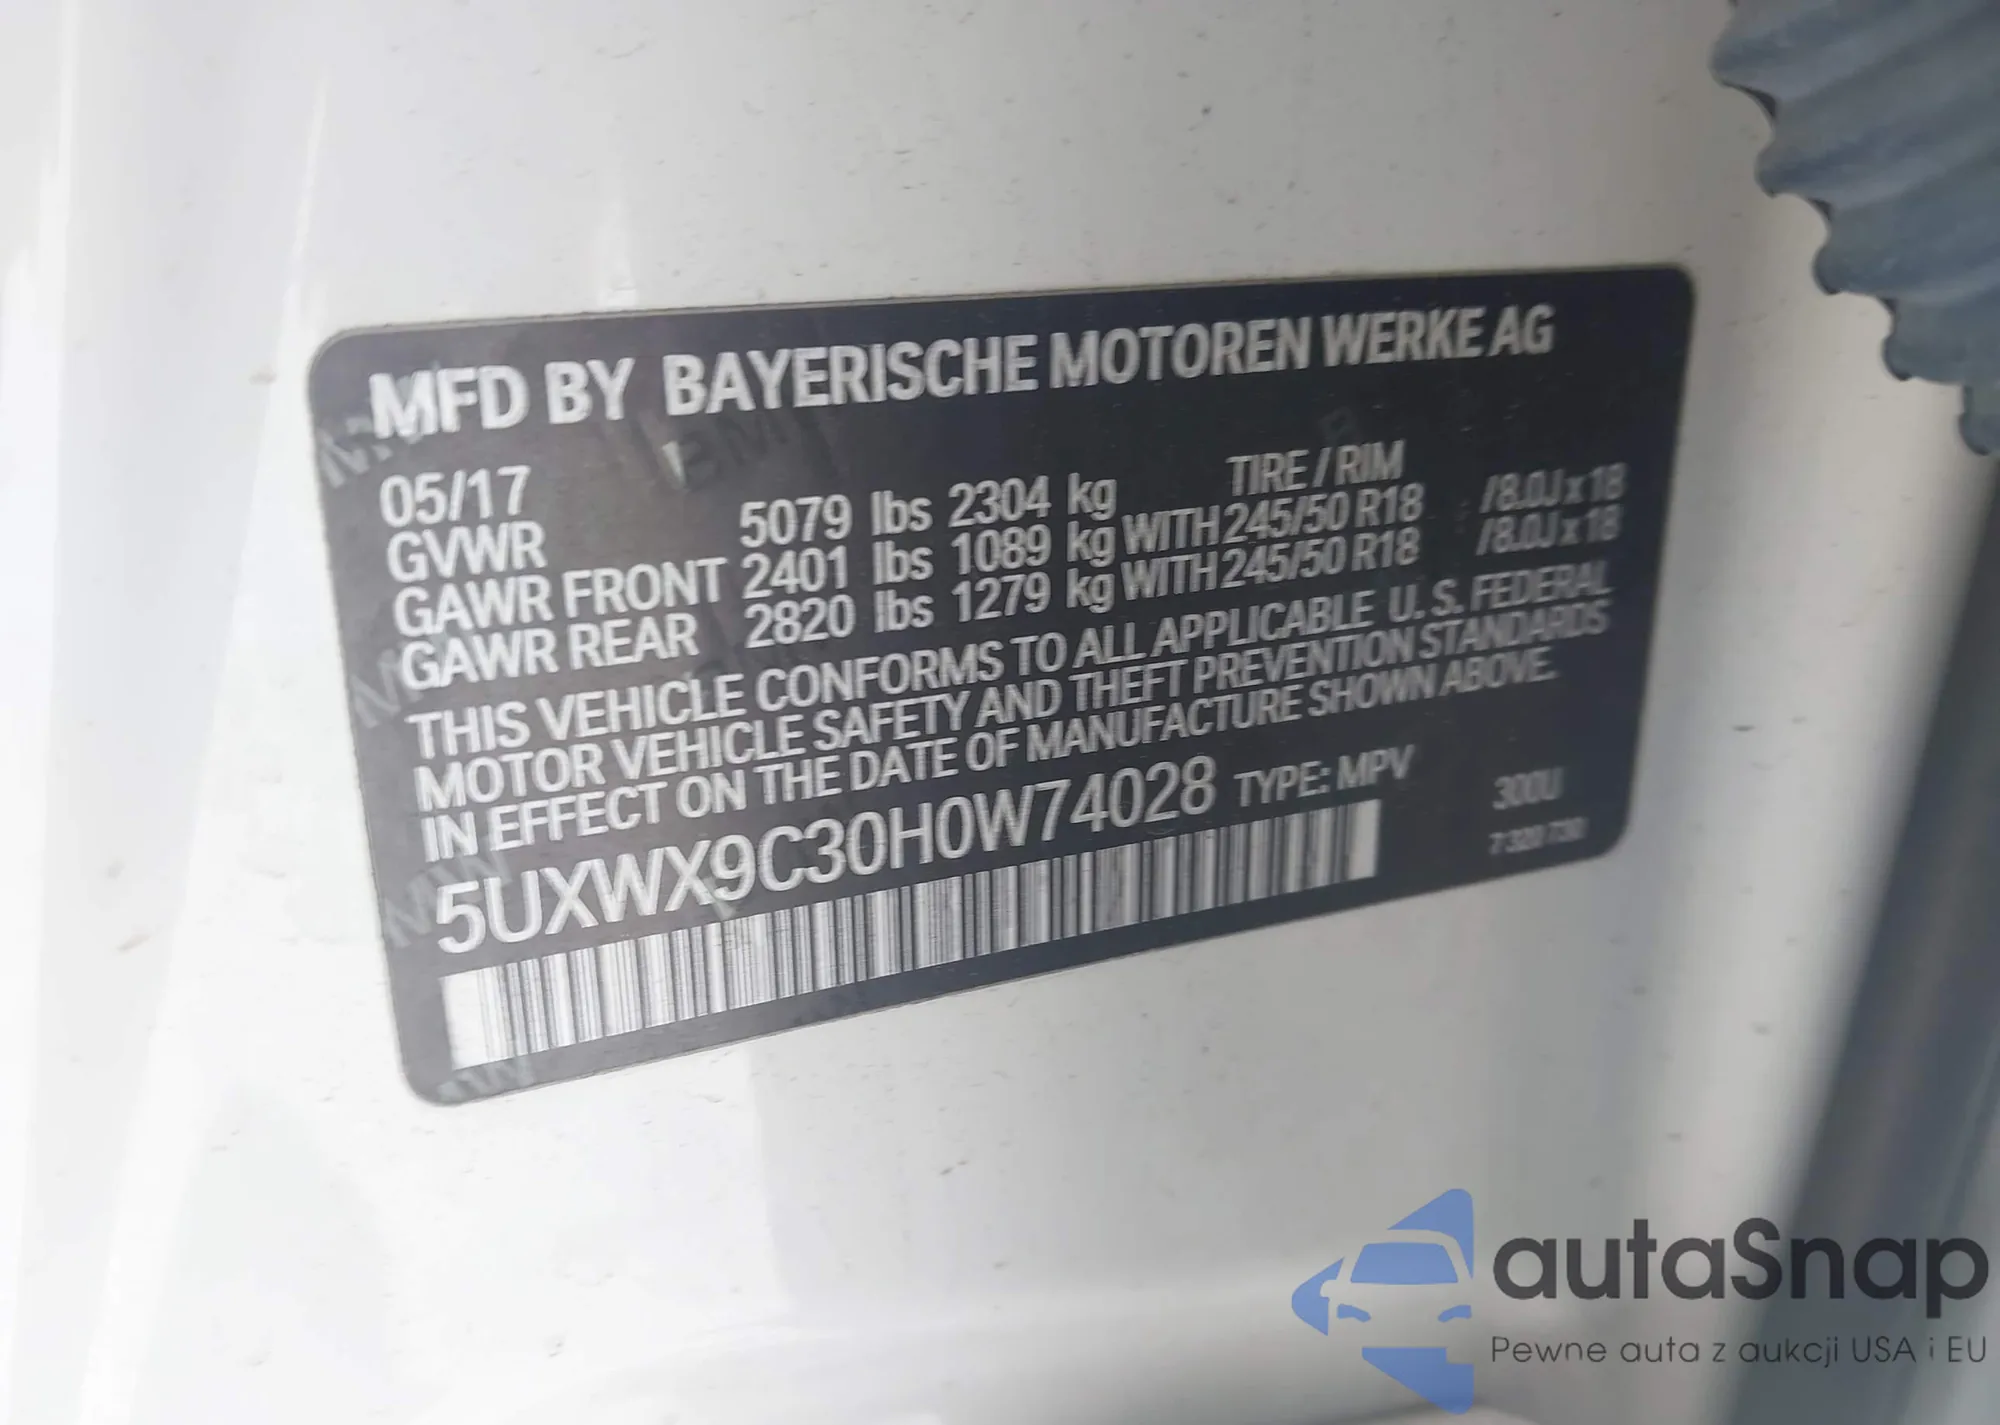 MFD BY BAYERISCHE MOTOREN WERKE AG
05/17 TIRE / RIM
GVWR 5079 lbs 2304 kg
GAWR FRONT 2401 lbs 1089 kg WITH 245/50 R18 /8.0J x 18
GAWR REAR 2820 lbs 1279 kg WITH 245/50 R18 /8.0J x 18
THIS VEHICLE CONFORMS TO ALL APPLICABLE U. S. FEDERAL
MOTOR VEHICLE SAFETY AND THEFT PREVENTION STANDARDS
IN EFFECT ON THE DATE OF MANUFACTURE SHOWN ABOVE.
5UXWX9C30H0W74028 TYPE: MPV 300U
7 320 730
autaSnap
Pewne auta z aukcji USA i EU